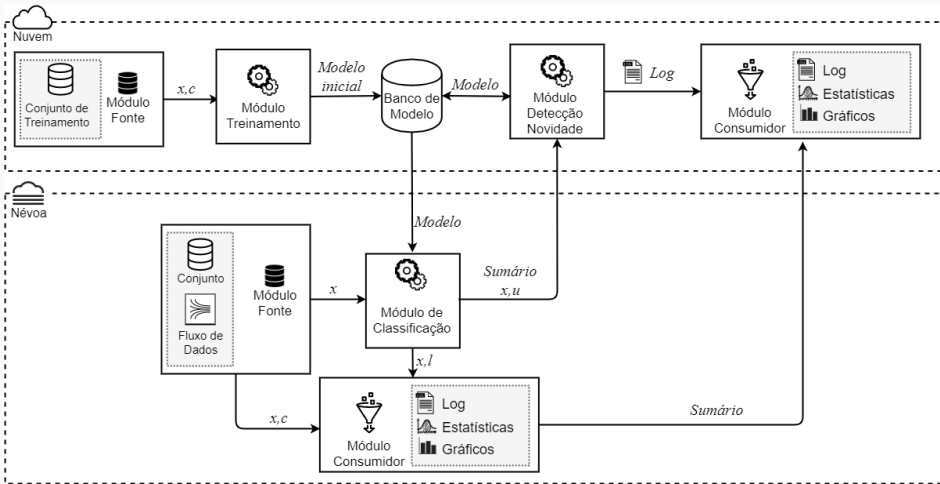 Nuvem
Conjunto de
Treinamento
Módulo
Fonte
x,c
Módulo
Treinamento
Modelo
inicial
Banco de
Modelo
Modelo
Módulo
Detecção
Novidade
Log
Módulo
Consumidor
Log
Estatísticas
Gráficos
Névoa
Modelo
Conjunto
Fluxo de
Dados
Módulo
Fonte
x
Módulo de
Classificação
Sumário
x,u
x,l
x,c
Módulo
Consumidor
Log
Estatísticas
Gráficos
Sumário